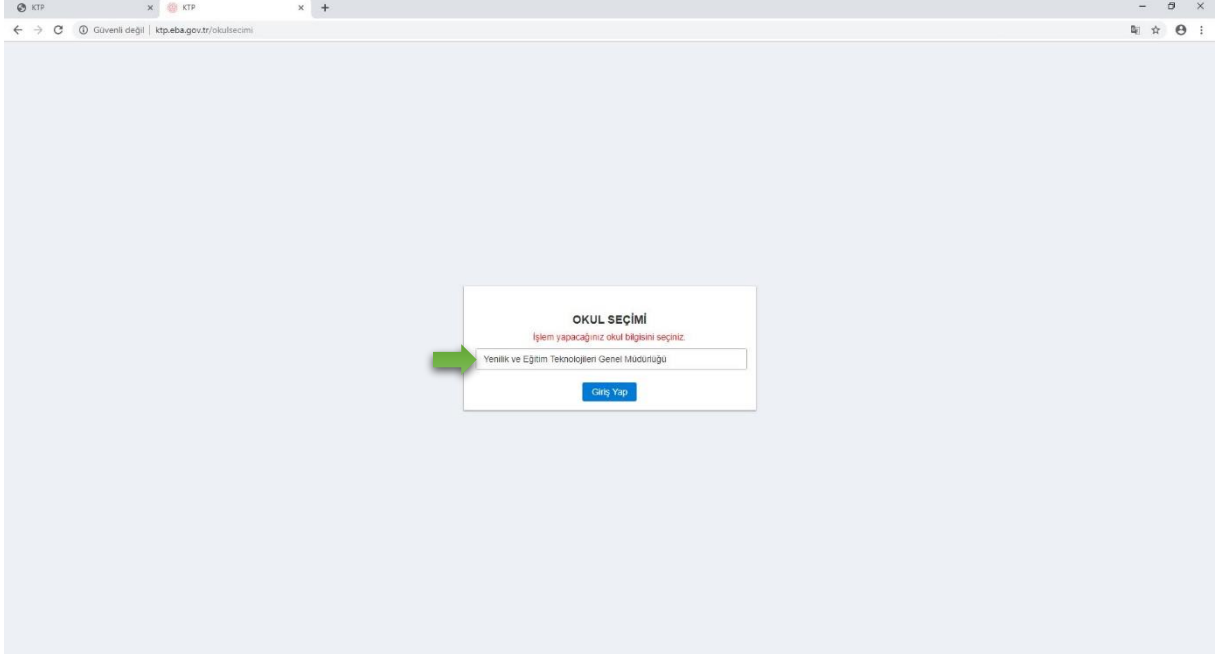 KTP
KTP
Güvenli değil | ktp.eba.gov.tr/okulsecimi
OKUL SEÇİMİ
İşlem yapacağınız okul bilgisini seçiniz.
Yenilik ve Eğitim Teknolojileri Genel Müdürlüğü
Giriş Yap